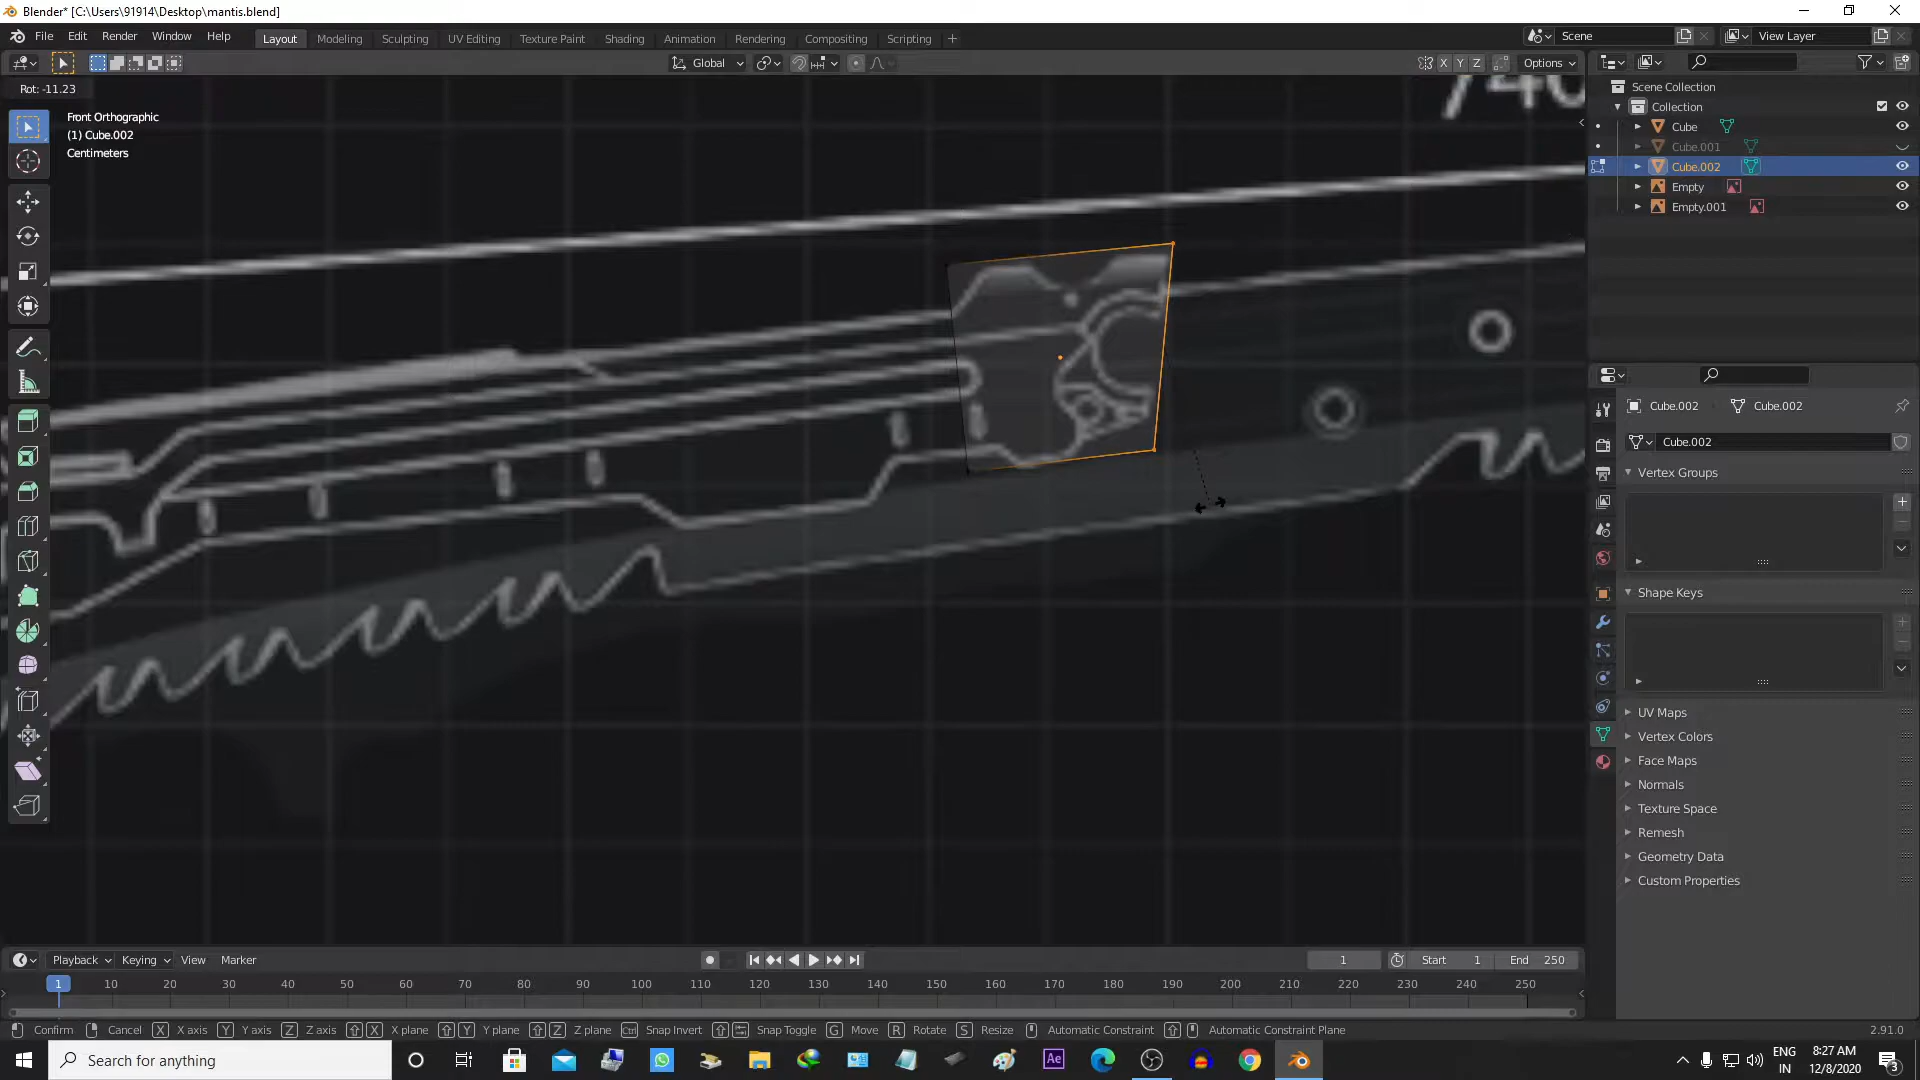 Blender* [C:\Users\91914\Desktop\mantis.blend]
File Edit Render Window Help Layout Modeling Sculpting UV Editing Texture Paint Shading Animation Rendering Compositing Scripting Scene View Layer
Global X Y Z Options
Rot: -11.23
Front Orthographic
(1) Cube.002
Centimeters
Scene Collection
Collection
Cube
Cube.001
Cube.002
Empty
Empty.001
Cube.002 Cube.002
Cube.002
Vertex Groups
Shape Keys
UV Maps
Vertex Colors
Face Maps
Normals
Texture Space
Remesh
Geometry Data
Custom Properties
Playback Keying View Marker 1 Start 1 End 250
1 10 20 30 40 50 60 70 80 90 100 110 120 130 140 150 160 170 180 190 200 210 220 230 240 250
Confirm Cancel X X axis Y Y axis Z Z axis X X plane Y Y plane Z Z plane Ctrl Snap Invert Snap Toggle G Move R Rotate S Resize Automatic Constraint Automatic Constraint Plane 2.91.0
Search for anything Ae ENG IN 8:27 AM 12/8/2020 3